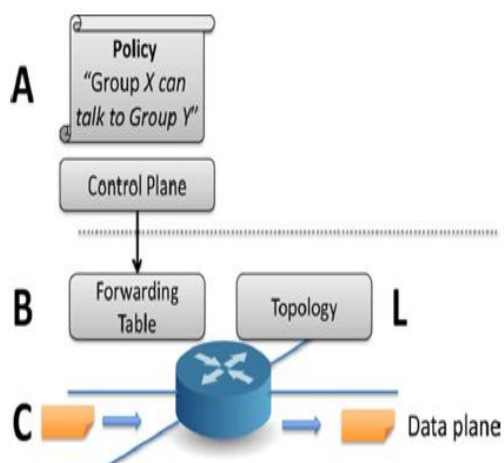 A
Policy
“Group X can
talk to Group Y”
Control Plane
B
Forwarding
Table
Topology
L
C
Data plane